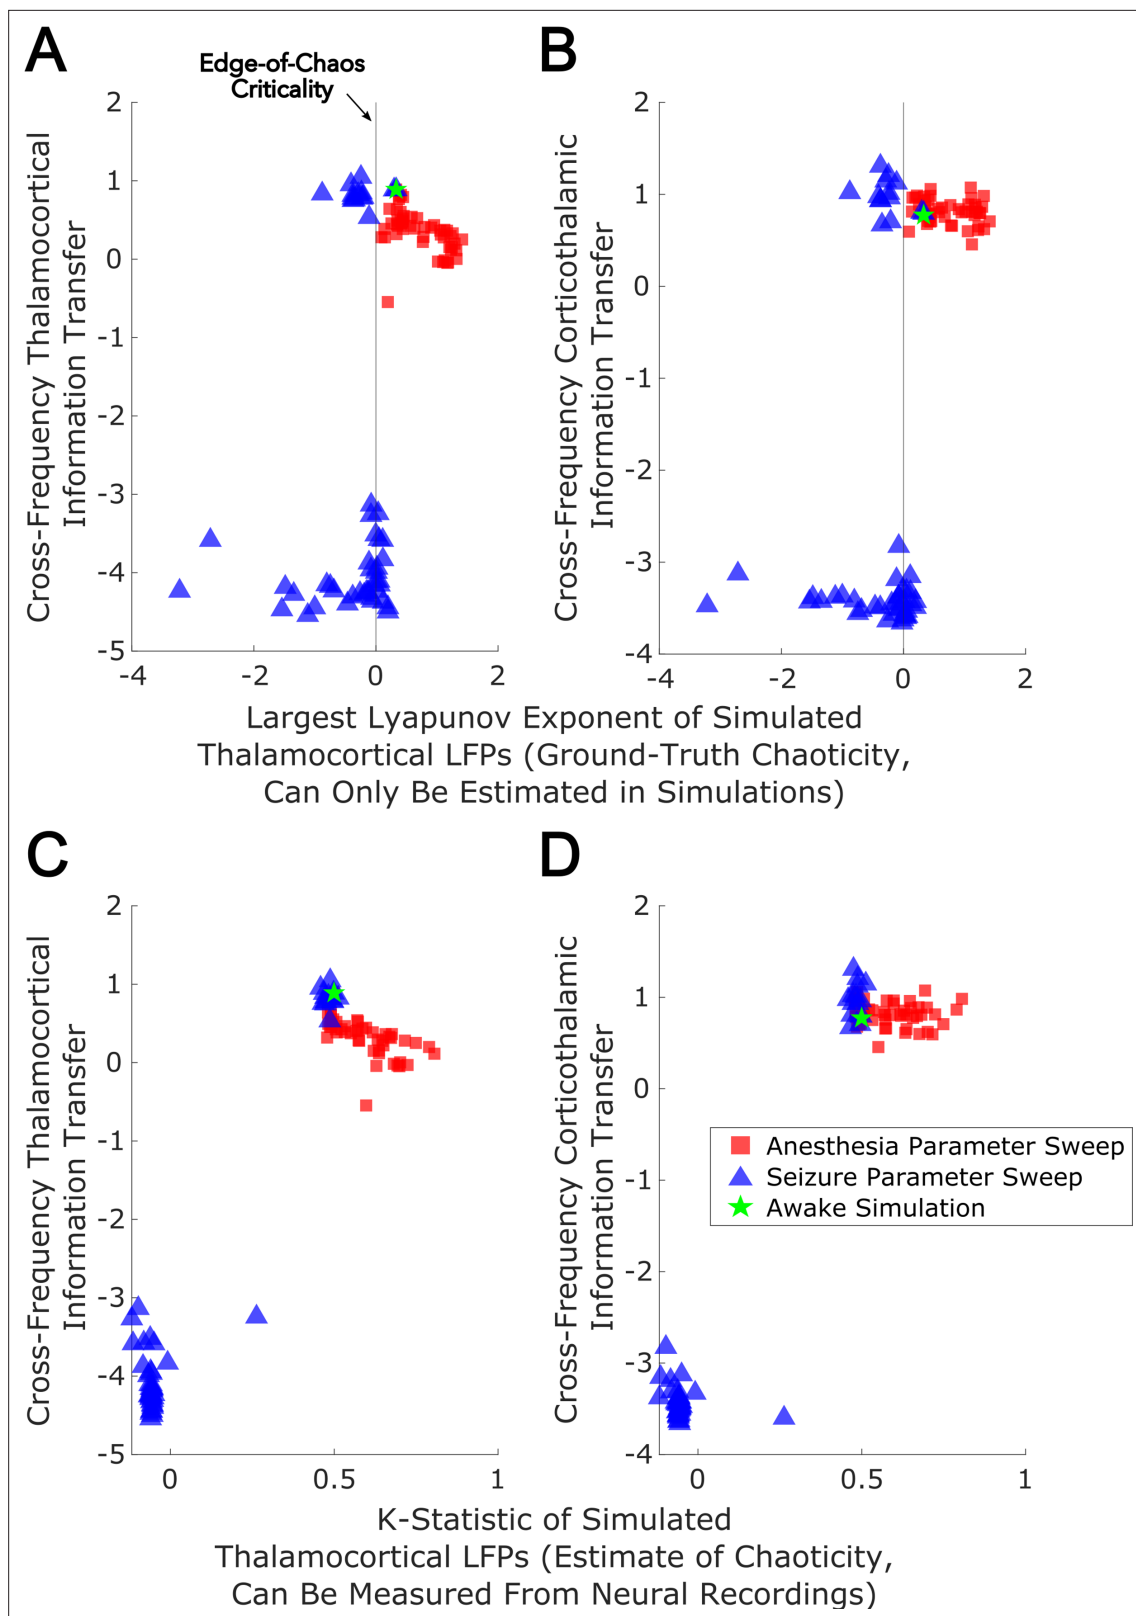 A
B
Edge-of-Chaos
Criticality
Cross-Frequency Thalamocortical
Information Transfer
2
1
0
-1
-2
-3
-4
-5
-4
-2
0
2
Cross-Frequency Corticothalamic
Information Transfer
2
1
0
-1
-2
-3
-4
-4
-2
0
2
Largest Lyapunov Exponent of Simulated
Thalamocortical LFPs (Ground-Truth Chaoticity,
Can Only Be Estimated in Simulations)
C
D
Cross-Frequency Thalamocortical
Information Transfer
2
1
0
-1
-2
-3
-4
-5
0
0.5
1
Cross-Frequency Corticothalamic
Information Transfer
2
1
0
-1
-2
-3
-4
0
0.5
1
Anesthesia Parameter Sweep
Seizure Parameter Sweep
Awake Simulation
K-Statistic of Simulated
Thalamocortical LFPs (Estimate of Chaoticity,
Can Be Measured From Neural Recordings)